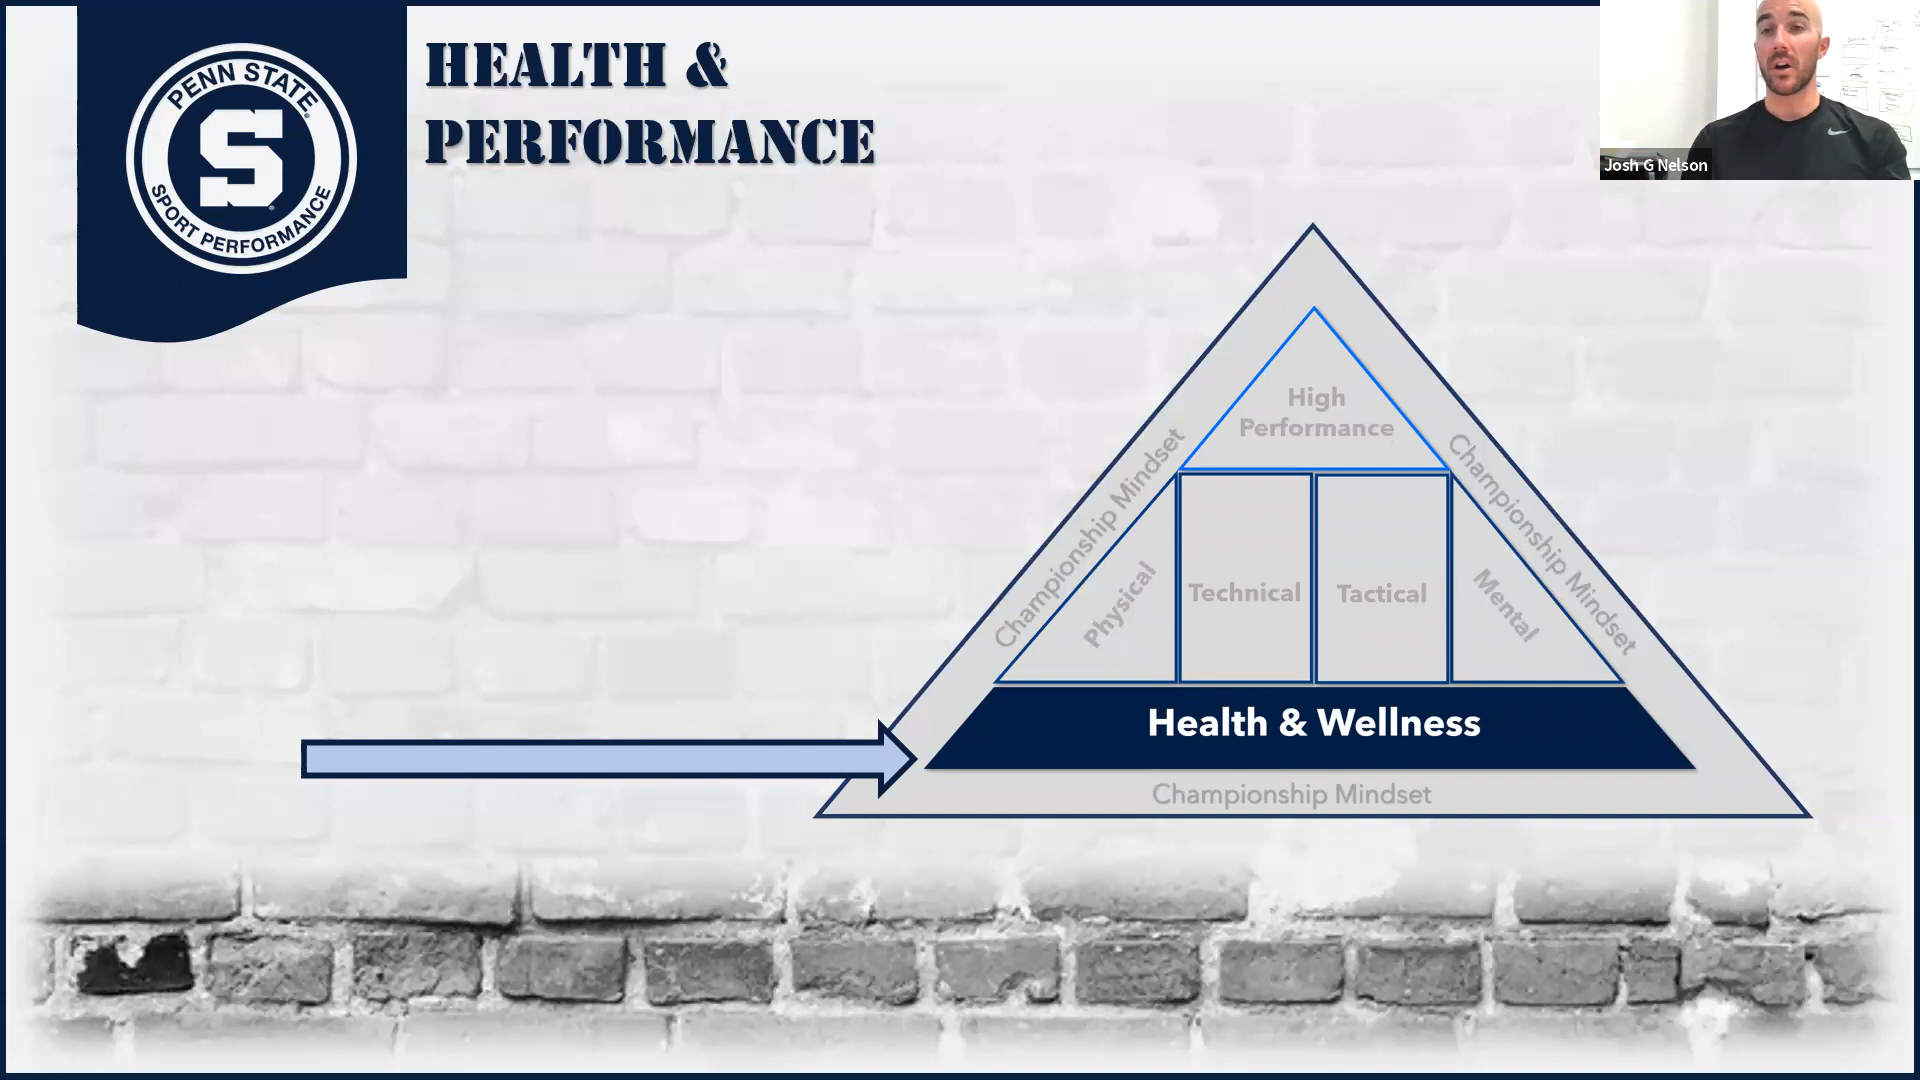 PENN STATE
SPORT PERFORMANCE
S
HEALTH &
PERFORMANCE
Josh G Nelson
High
Performance
Championship Mindset
Championship Mindset
Physical
Technical
Tactical
Mental
Health & Wellness
Championship Mindset